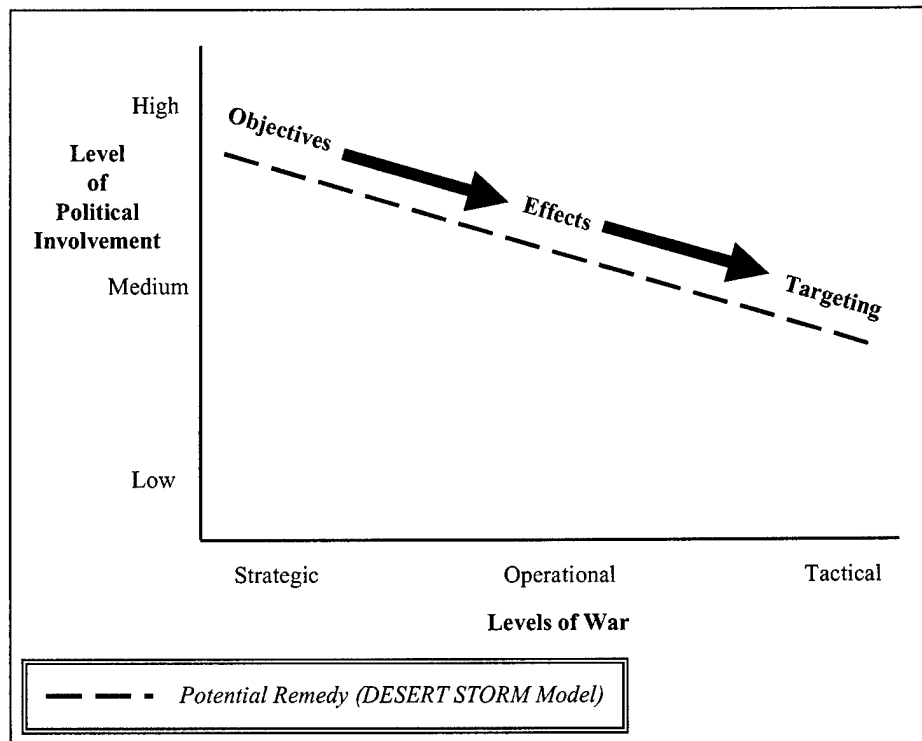 High
Level
of
Political
Involvement
Medium
Low
Objectives
Effects
Targeting
Strategic Operational Tactical
Levels of War
Potential Remedy (DESERT STORM Model)